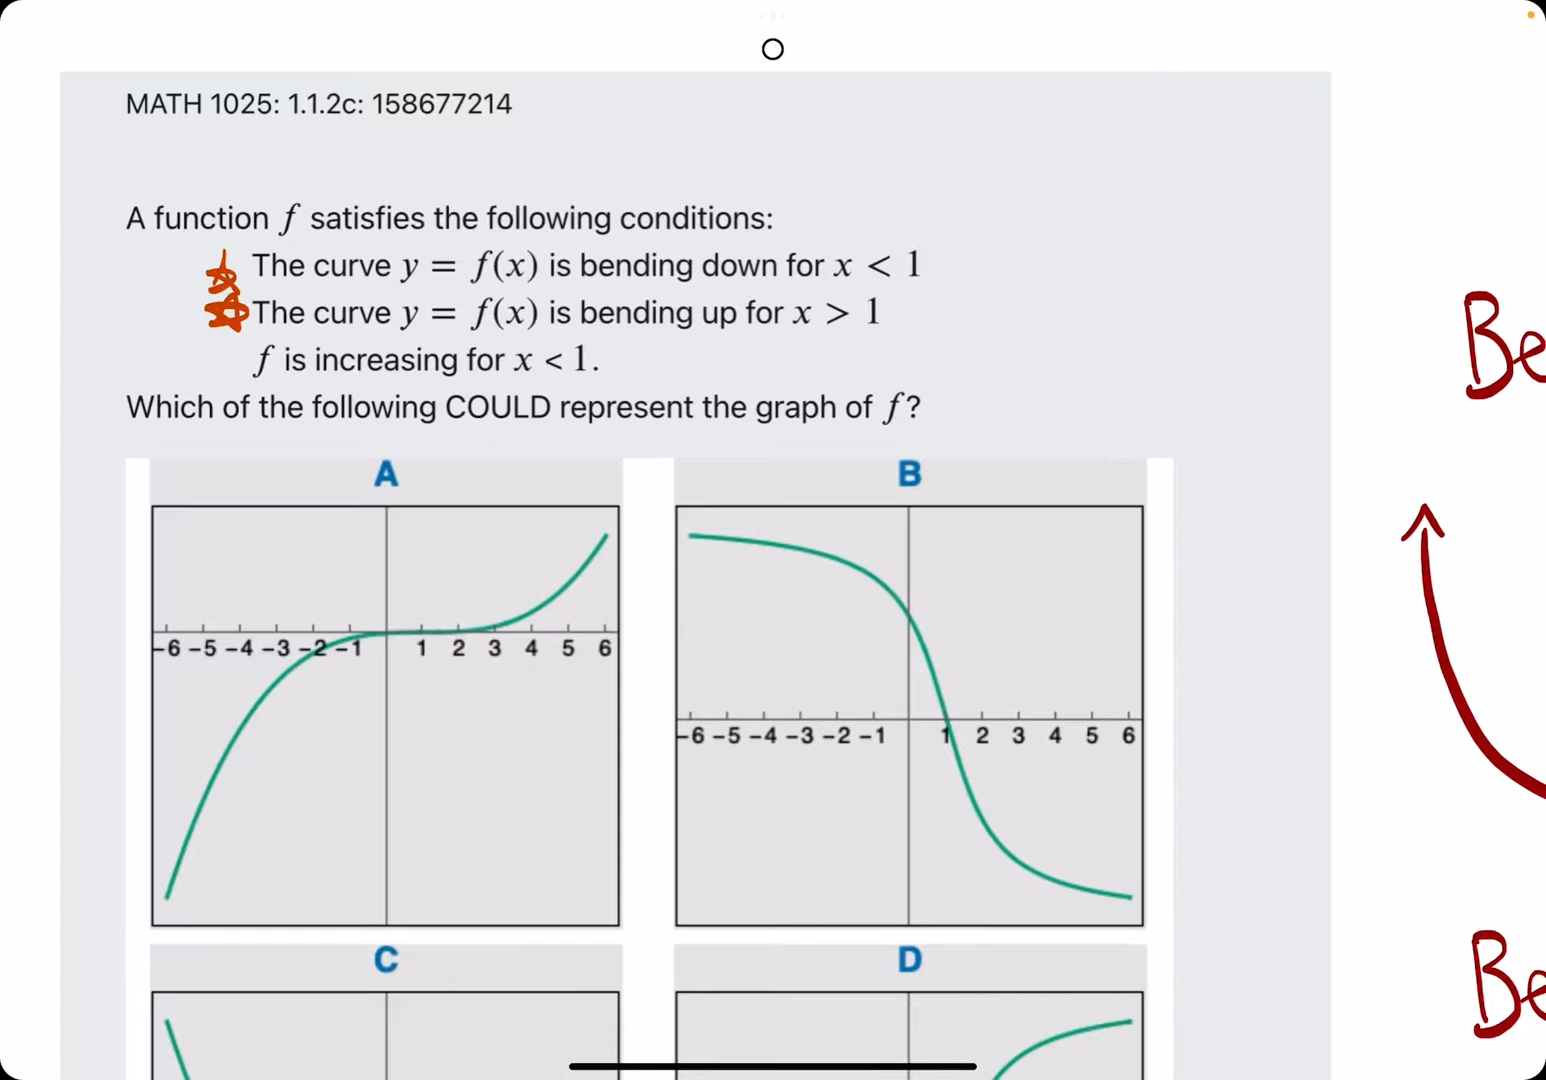 MATH 1025: 1.1.2c: 158677214
A function f satisfies the following conditions:
The curve y = f(x) is bending down for x < 1
The curve y = f(x) is bending up for x > 1
f is increasing for x < 1.
Which of the following COULD represent the graph of f?
Be
A
B
-6 -5 -4 -3 -2 -1 1 2 3 4 5 6
-6 -5 -4 -3 -2 -1 1 2 3 4 5 6
C
D
Be